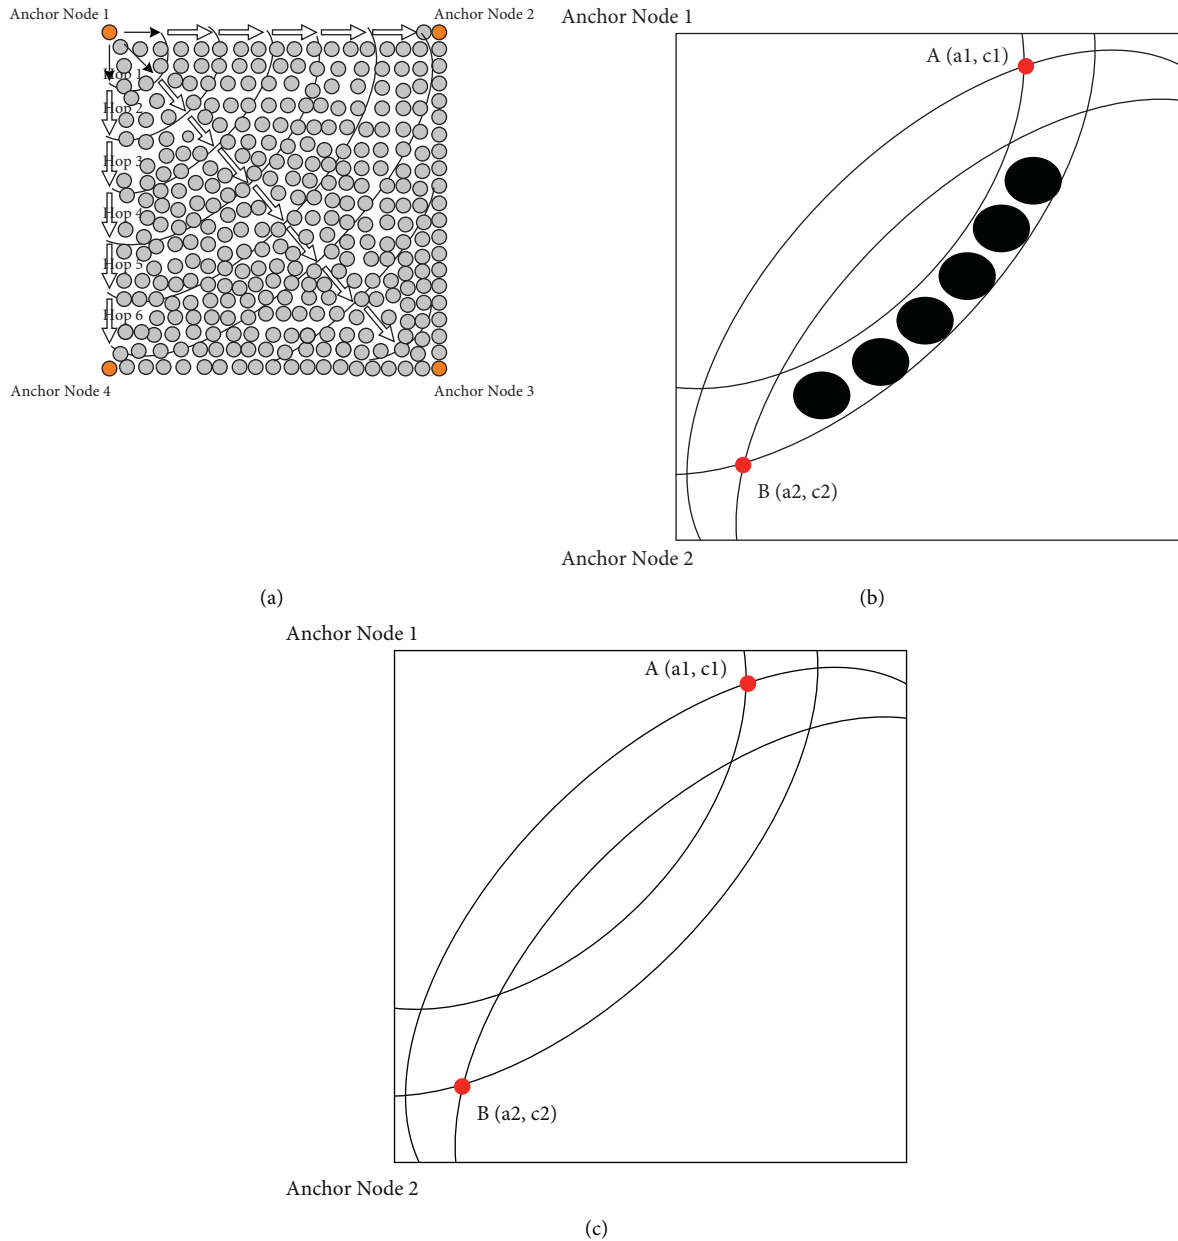 Anchor Node 1
Anchor Node 2
Hop 1
Hop 2
Hop 3
Hop 4
Hop 5
Hop 6
Anchor Node 4
Anchor Node 3
(a)
Anchor Node 1
A (a1, c1)
B (a2, c2)
Anchor Node 2
(b)
Anchor Node 1
A (a1, c1)
B (a2, c2)
Anchor Node 2
(c)